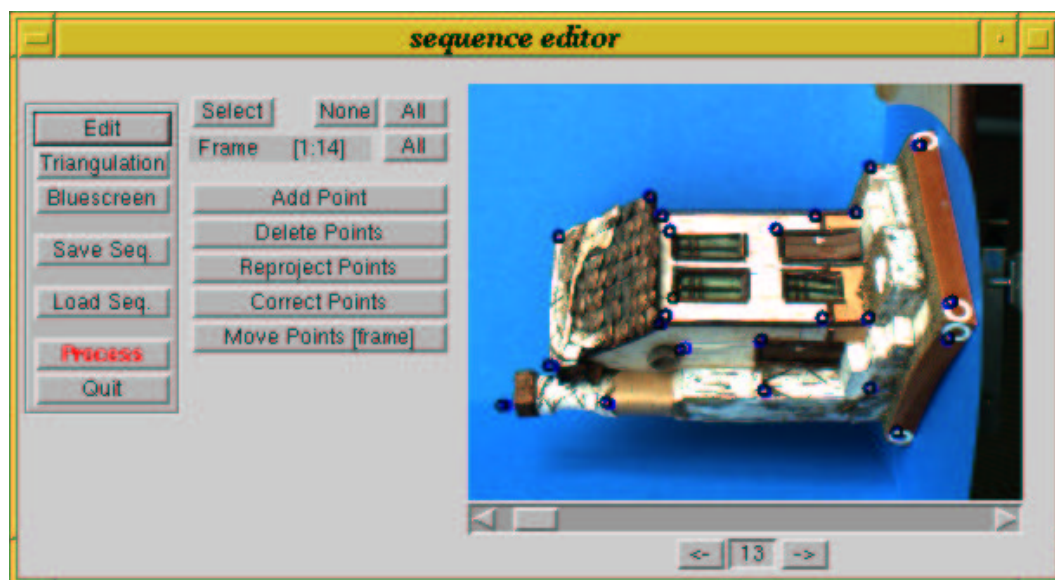 sequence editor
Edit
Triangulation
Bluescreen
Save Seq.
Load Seq.
Process
Quit
Select None All
Frame [1:14] All
Add Point
Delete Points
Reproject Points
Correct Points
Move Points [frame]
<- 13 ->